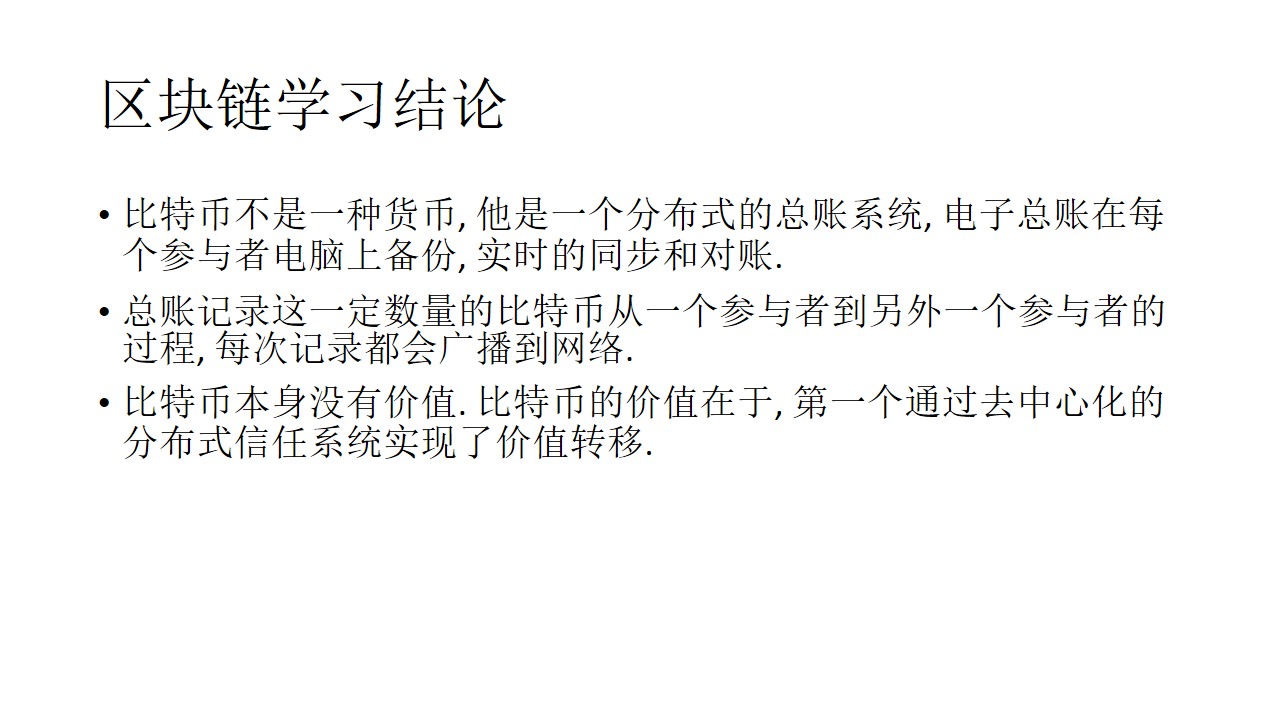 区块链学习结论
• 比特币不是一种货币, 他是一个分布式的总账系统, 电子总账在每
个参与者电脑上备份, 实时的同步和对账.
• 总账记录这一定数量的比特币从一个参与者到另外一个参与者的
过程, 每次记录都会广播到网络.
• 比特币本身没有价值. 比特币的价值在于, 第一个通过去中心化的
分布式信任系统实现了价值转移.